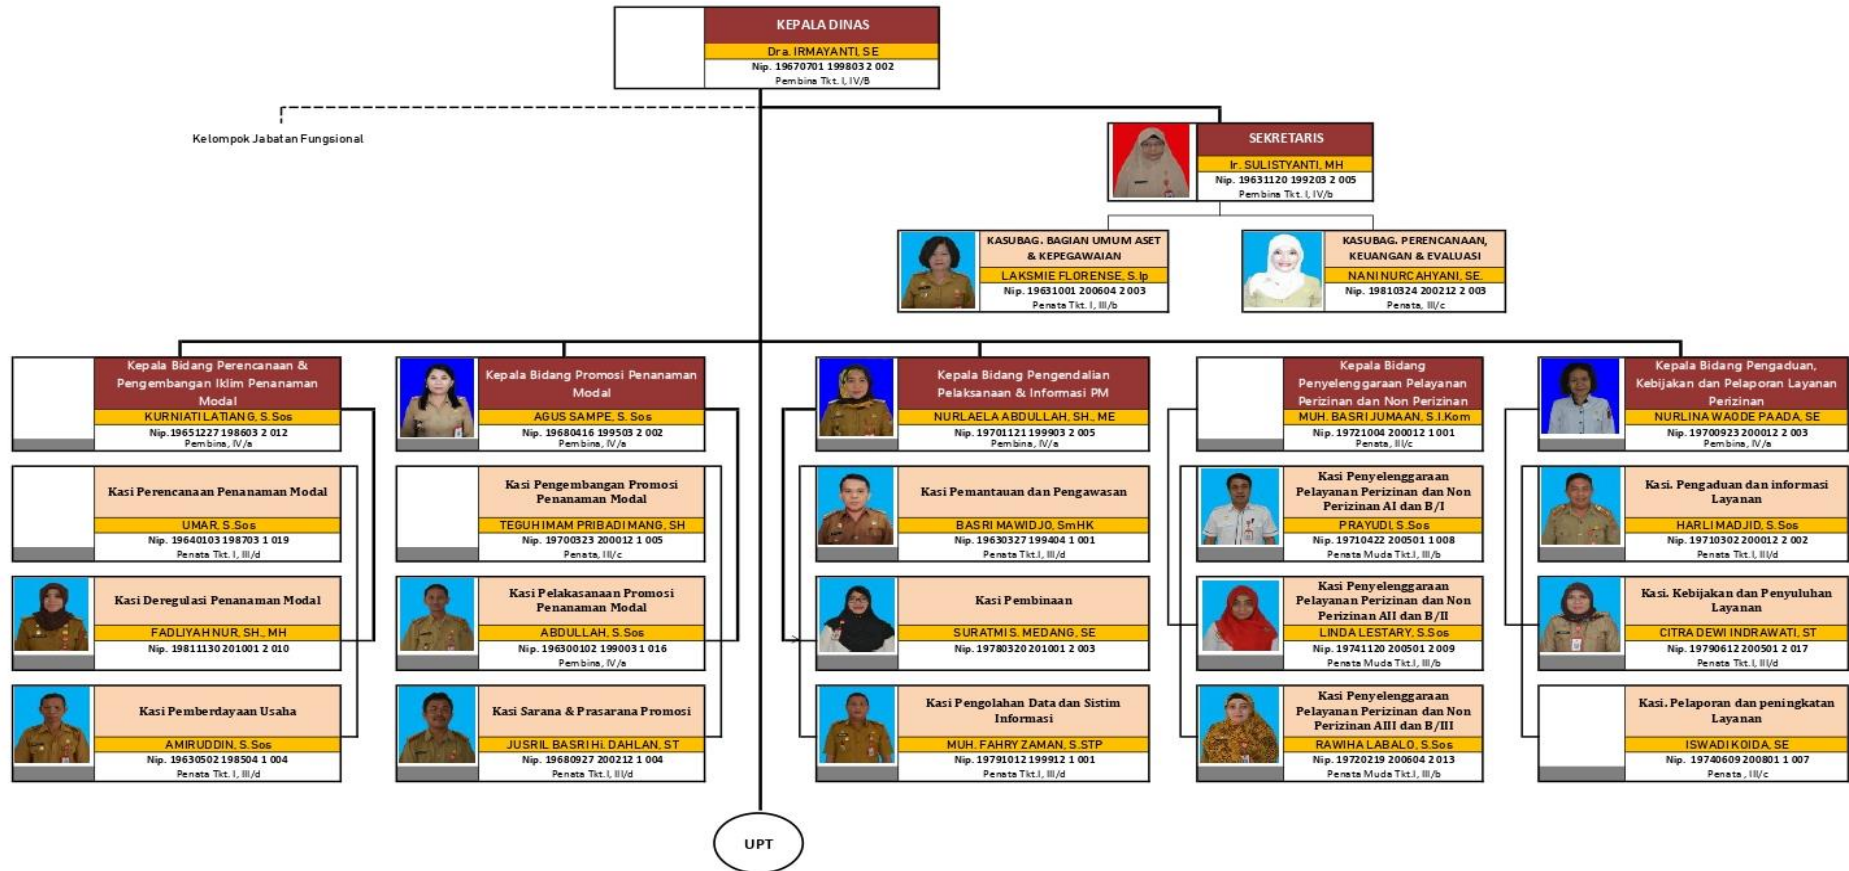 KEPALA DINAS
Dra. IRMAYANTI, SE
Nip. 19670701 199803 2 002
Pembina Tkt. I, IV/B
Kelompok Jabatan Fungsional
SEKRETARIS
Ir. SULISTYANTI, MH
Nip. 19631120 199203 2 005
Pembina Tkt. I, IV/b
KASUBAG. BAGIAN UMUM ASET
& KEPEGAWAIAN
LAKSMIE FLORENSE, S.Ip
Nip. 19631001 200604 2 003
Penata Tkt. I, III/b
KASUBAG. PERENCANAAN,
KEUANGAN & EVALUASI
NANI NURCAHYANI, SE.
Nip. 19810324 200212 2 003
Penata, III/c
Kepala Bidang Perencanaan &
Pengembangan Iklim Penanaman
Modal
KURNIATI LATIANG, S.Sos
Nip.19651227 198603 2 012
Pembina, IV/a
Kasi Perencanaan Penanaman Modal
UMAR, S.Sos
Nip. 19640103 198703 1 019
Penata Tkt. I, III/d
Kasi Deregulasi Penanaman Modal
FADLIYAH NUR, SH., MH
Nip. 19811130 201001 2 010
Kasi Pemberdayaan Usaha
AMIRUDDIN, S.Sos
Nip. 19630502 198504 1 004
Penata Tkt. I, III/d
Kepala Bidang Promosi Penanaman
Modal
AGUS SAMPE, S. Sos
Nip. 19680416 199503 2 002
Pembina, IV/a
Kasi Pengembangan Promosi
Penanaman Modal
TEGUH IMAM PRIBADI MANG, SH
Nip. 19700323 200012 1 005
Penata, III/c
Kasi Pelakasanaan Promosi
Penanaman Modal
ABDULLAH, S.Sos
Nip. 196300102 199003 1 016
Pembina, IV/a
Kasi Sarana & Prasarana Promosi
JUSRIL BASRI Hi. DAHLAN, ST
Nip. 19680927 200212 1 004
Penata Tkt.I, III/d
Kepala Bidang Pengendalian
Pelaksanaan & Informasi PM
NURLAELA ABDULLAH, SH., ME
Nip. 19701121 199903 2 005
Pembina, IV/a
Kasi Pemantauan dan Pengawasan
BASRI MAWIDJO, SmHK
Nip. 19630327 199404 1 001
Penata Tkt.I, III/d
Kasi Pembinaan
SURATMI S. MEDANG, SE
Nip. 19780320 201001 2 003
Kasi Pengolahan Data dan Sistim
Informasi
MUH. FAHRY ZAMAN, S.STP
Nip. 19791012 199912 1 001
Penata Tkt.I, III/d
Kepala Bidang
Penyelenggaraan Pelayanan
Perizinan dan Non Perizinan
MUH. BASRI JUMAAN, S.I.Kom
Nip. 19721004 200012 1 001
Penata, III/c
Kasi Penyelenggaraan
Pelayanan Perizinan dan Non
Perizinan AI dan B/I
PRAYUDI, S.Sos
Nip. 19710422 200501 1 008
Penata Muda Tkt.I, III/b
Kasi Penyelenggaraan
Pelayanan Perizinan dan Non
Perizinan AII dan B/II
LINDA LESTARY, S.Sos
Nip. 19741120 200501 2 009
Penata Muda Tkt.I, III/b
Kasi Penyelenggaraan
Pelayanan Perizinan dan Non
Perizinan AIII dan B/III
RAWIHA LABALO, S.Sos
Nip. 19720219 200604 2 013
Penata Muda Tkt.I, III/b
Kepala Bidang Pengaduan,
Kebijakan dan Pelaporan Layanan
Perizinan
NURLINA WAODE PAADA, SE
Nip. 19700923 200012 2 003
Pembina, IV/a
Kasi. Pengaduan dan informasi
Layanan
HARLI MADJID, S.Sos
Nip. 19710302 200012 2 002
Penata Tkt.I, III/d
Kasi. Kebijakan dan Penyuluhan
Layanan
CITRA DEWI INDRAWATI, ST
Nip. 19790612 200501 2 017
Penata Tkt.I, III/d
Kasi. Pelaporan dan peningkatan
Layanan
ISWADI KOIDA, SE
Nip. 19740609 200801 1 007
Penata , III/c
UPT